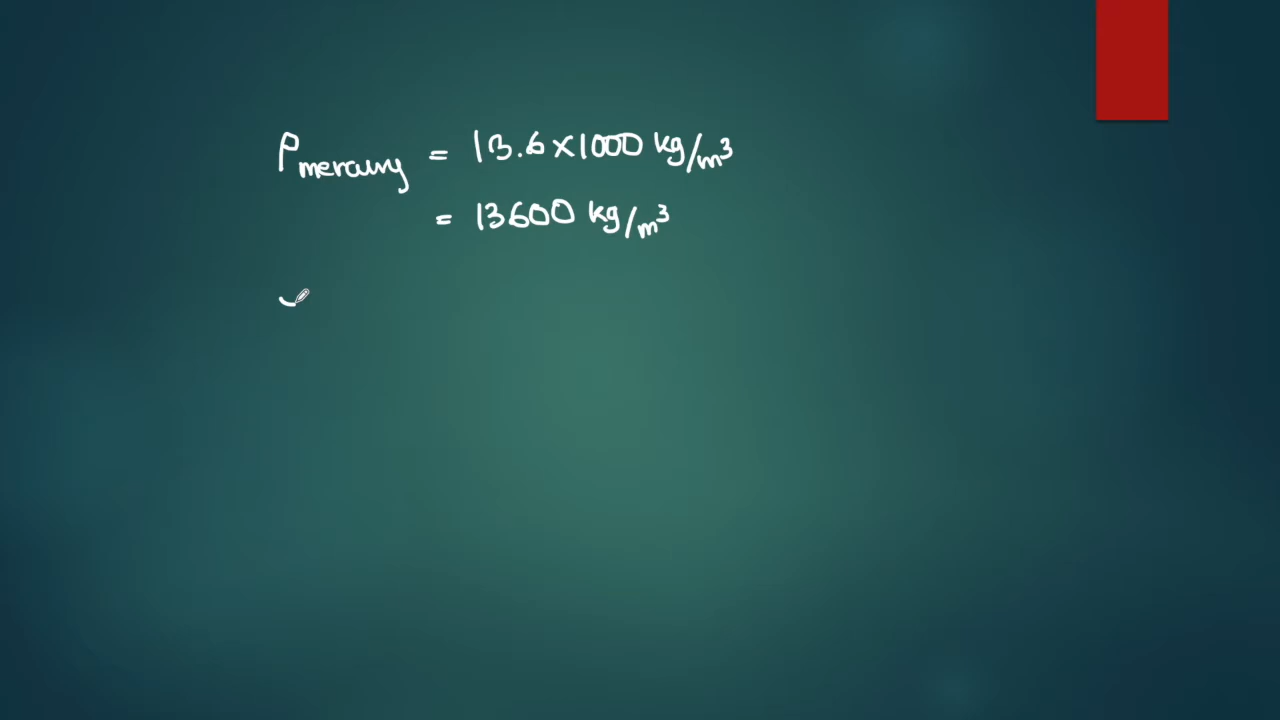 ρmercury = 13.6×1000 kg/m³
= 13600 kg/m³